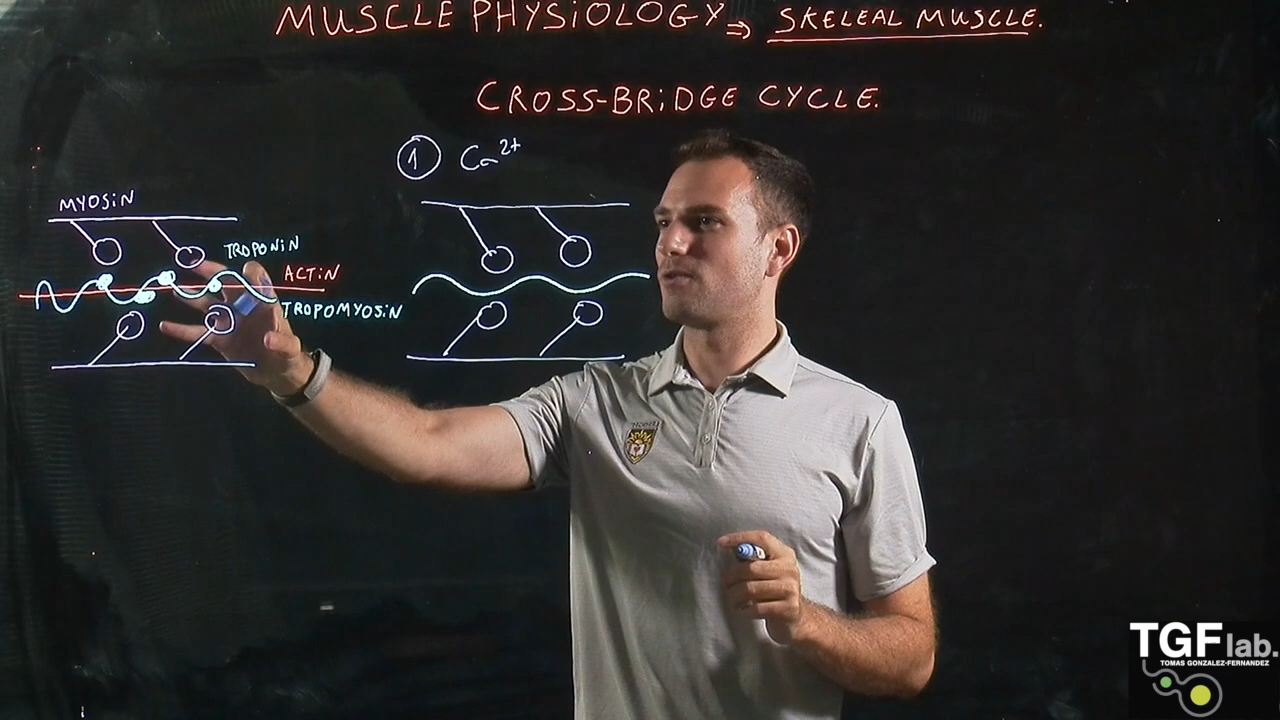 MUSCLE PHYSIOLOGY ⇒ SKELEAL MUSCLE.
CROSS-BRIDGE CYCLE.
① Ca²⁺
MYOSIN
TROPONIN
ACTIN
TROPOMYOSIN
TGF lab.
TOMAS GONZALEZ-FERNANDEZ